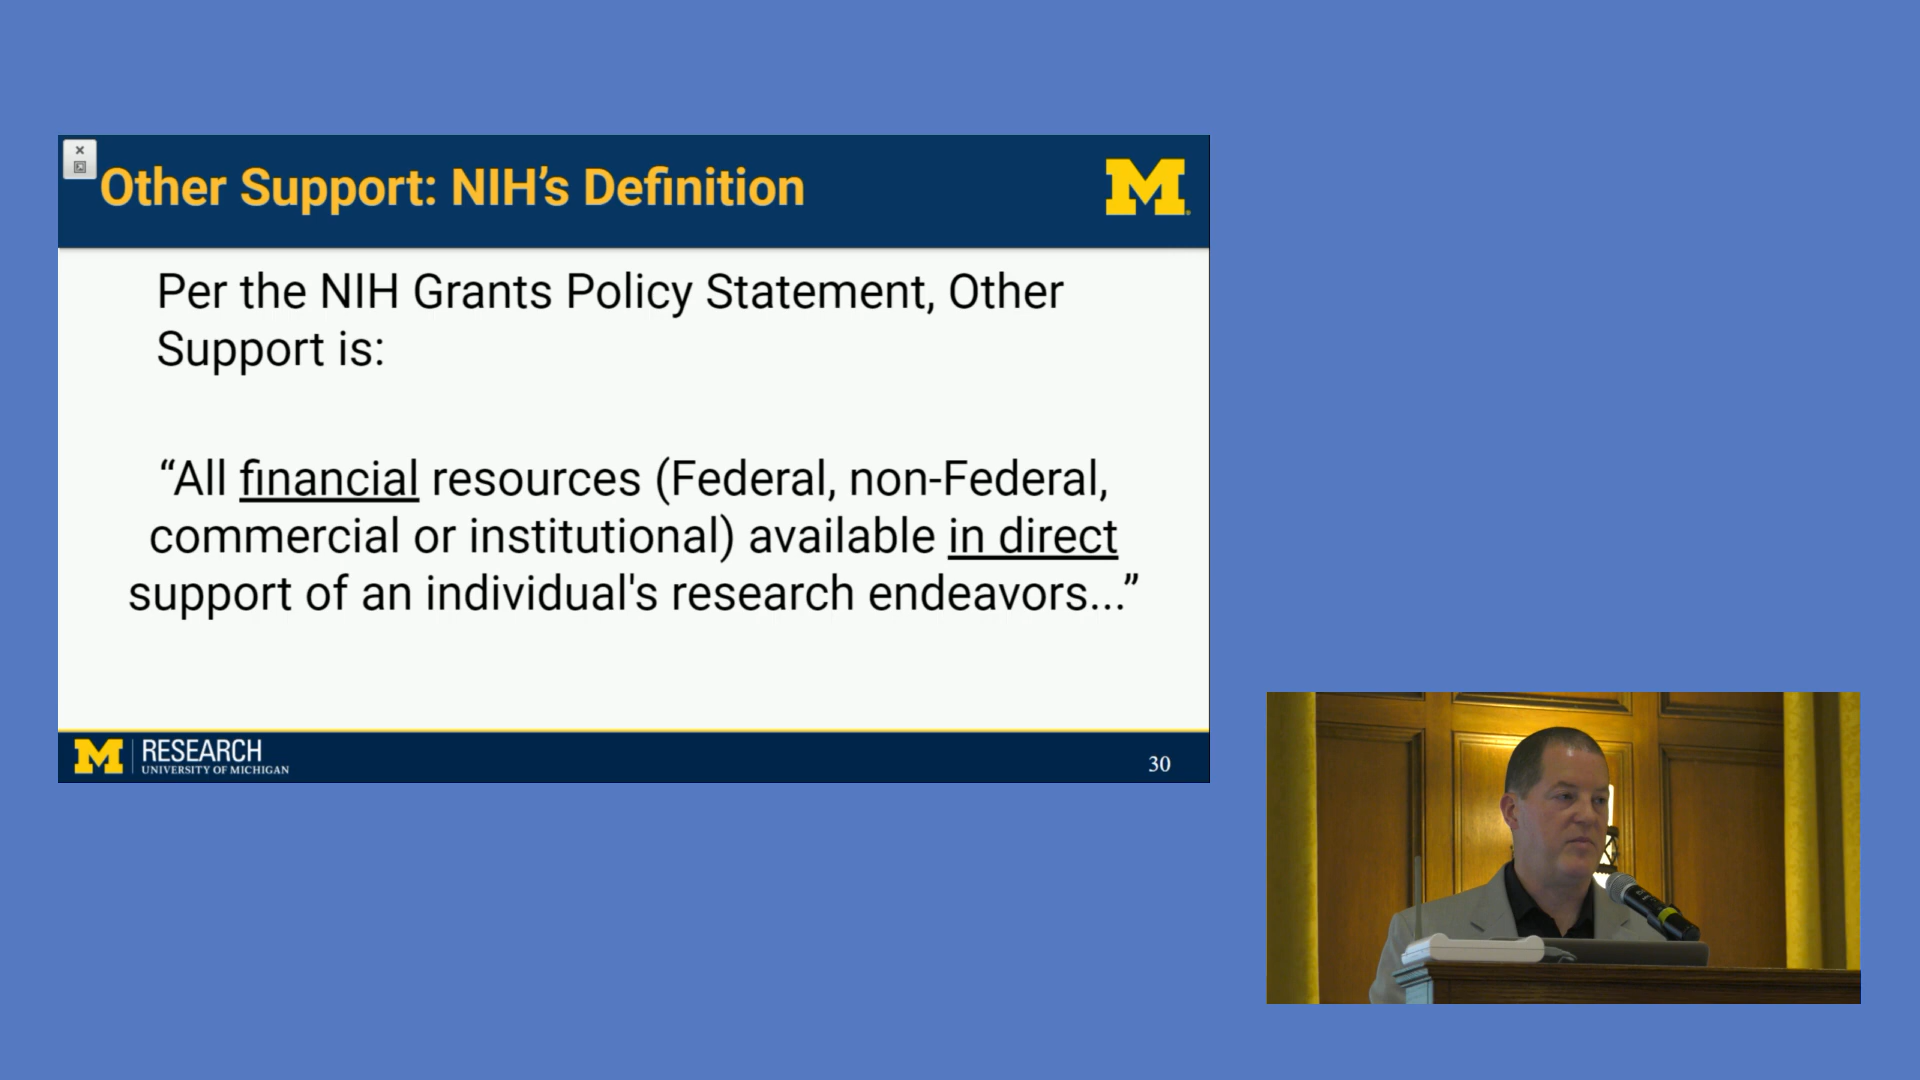 Other Support: NIH’s Definition
M
Per the NIH Grants Policy Statement, Other
Support is:
“All financial resources (Federal, non-Federal,
commercial or institutional) available in direct
support of an individual's research endeavors...”
M RESEARCH
UNIVERSITY OF MICHIGAN
30